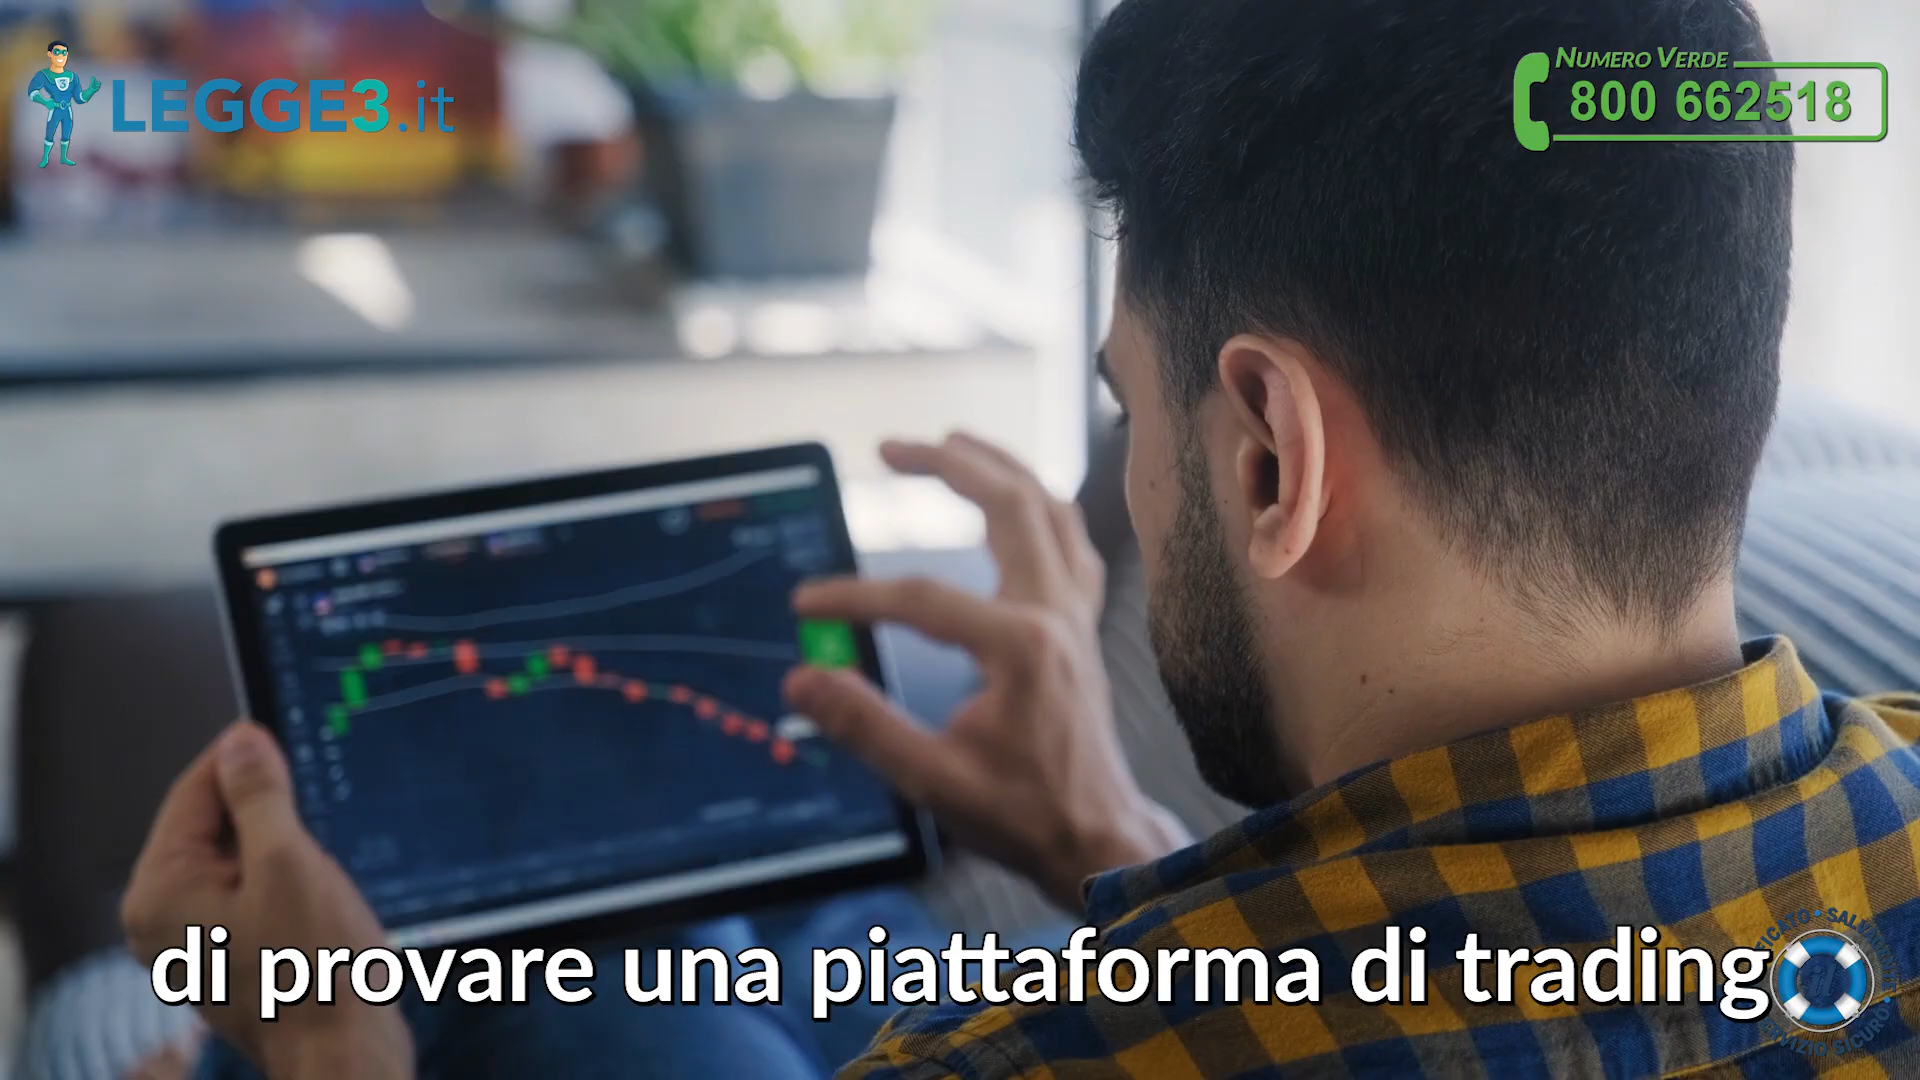 LEGGE3.it
NUMERO VERDE
800 662518
di provare una piattaforma di trading